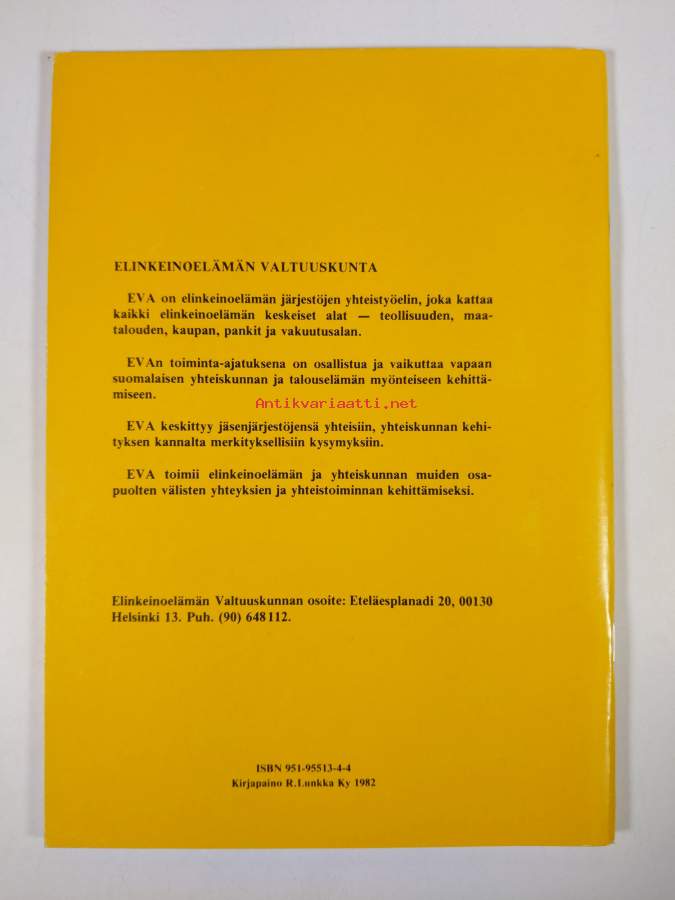 ELINKEINOELÄMÄN VALTUUSKUNTA
EVA on elinkeinoelämän järjestöjen yhteistyöelin, joka kattaa
kaikki elinkeinoelämän keskeiset alat — teollisuuden, maa-
talouden, kaupan, pankit ja vakuutusalan.
EVAn toiminta-ajatuksena on osallistua ja vaikuttaa vapaan
suomalaisen yhteiskunnan ja talouselämän myönteiseen kehittä-
miseen.
Antikvariaatti.net
EVA keskittyy jäsenjärjestöjensä yhteisiin, yhteiskunnan kehi-
tyksen kannalta merkityksellisiin kysymyksiin.
EVA toimii elinkeinoelämän ja yhteiskunnan muiden osa-
puolten välisten yhteyksien ja yhteistoiminnan kehittämiseksi.
Elinkeinoelämän Valtuuskunnan osoite: Eteläesplanadi 20, 00130
Helsinki 13. Puh. (90) 648 112.
ISBN 951-95513-4-4
Kirjapaino R.Lunkka Ky 1982